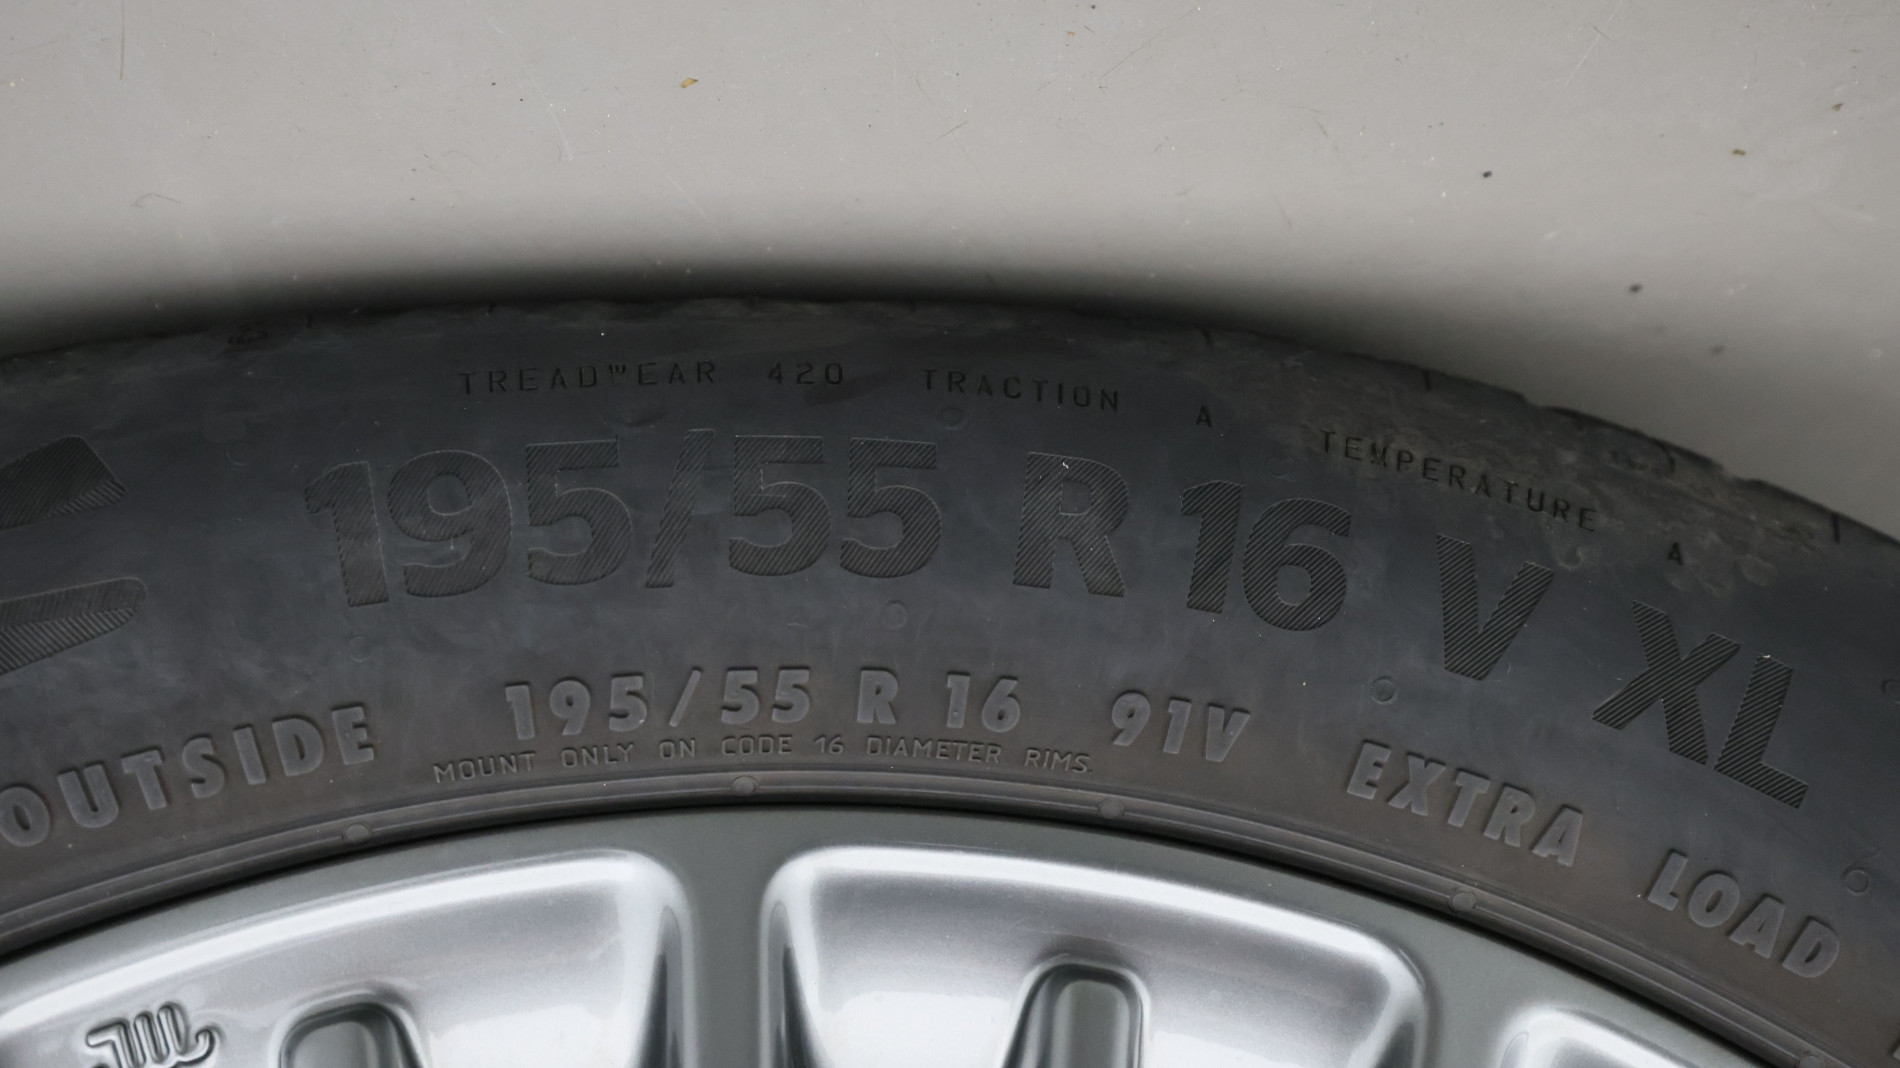 TREADWEAR 420 TRACTION A TEMPERATURE A
195/55 R 16 V XL
OUTSIDE 195/55 R 16 91V EXTRA LOAD
MOUNT ONLY ON CODE 16 DIAMETER RIMS.